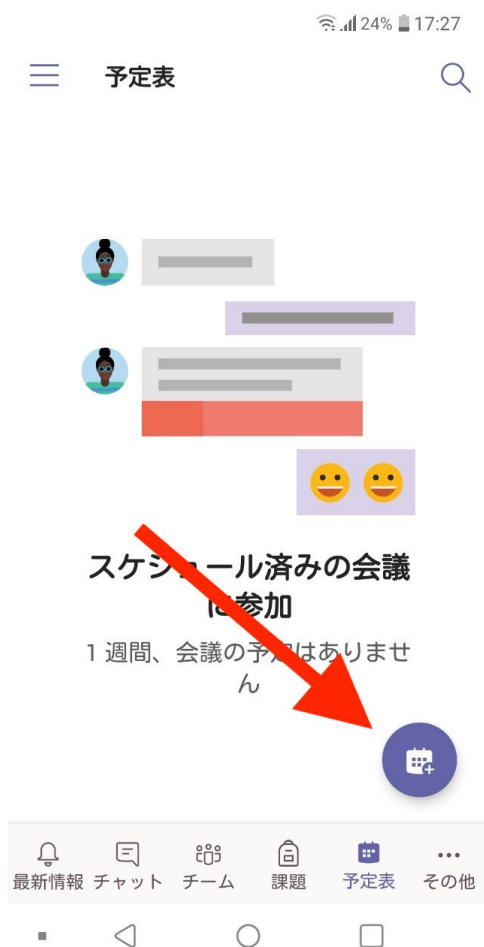 24% 17:27
予定表
スケジュール済みの会議
に参加
1 週間、会議の予定はありませ
ん
最新情報 チャット チーム 課題 予定表 その他